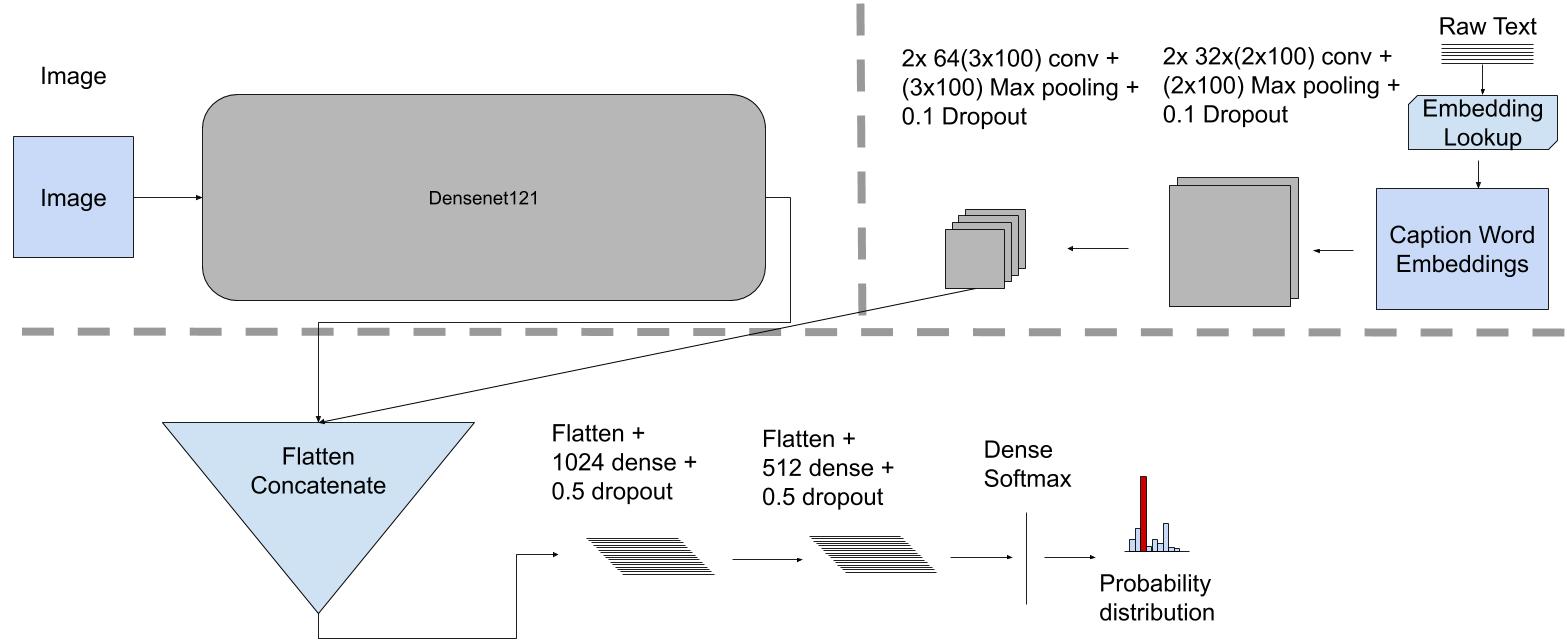 Image
Image
Densenet121
2x 64(3x100) conv +
(3x100) Max pooling +
0.1 Dropout
2x 32x(2x100) conv +
(2x100) Max pooling +
0.1 Dropout
Raw Text
Embedding
Lookup
Caption Word
Embeddings
Flatten
Concatenate
Flatten +
1024 dense +
0.5 dropout
Flatten +
512 dense +
0.5 dropout
Dense
Softmax
Probability
distribution